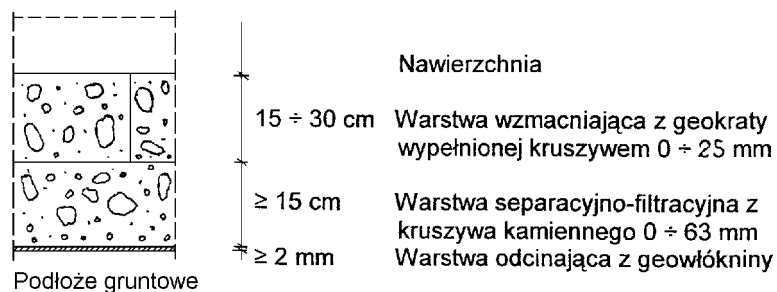 Nawierzchnia
15 ÷ 30 cm Warstwa wzmacniająca z geokraty
wypełnionej kruszywem 0 ÷ 25 mm
≥ 15 cm Warstwa separacyjno-filtracyjna z
kruszywa kamiennego 0 ÷ 63 mm
≥ 2 mm Warstwa odcinająca z geowłókniny
Podłoże gruntowe